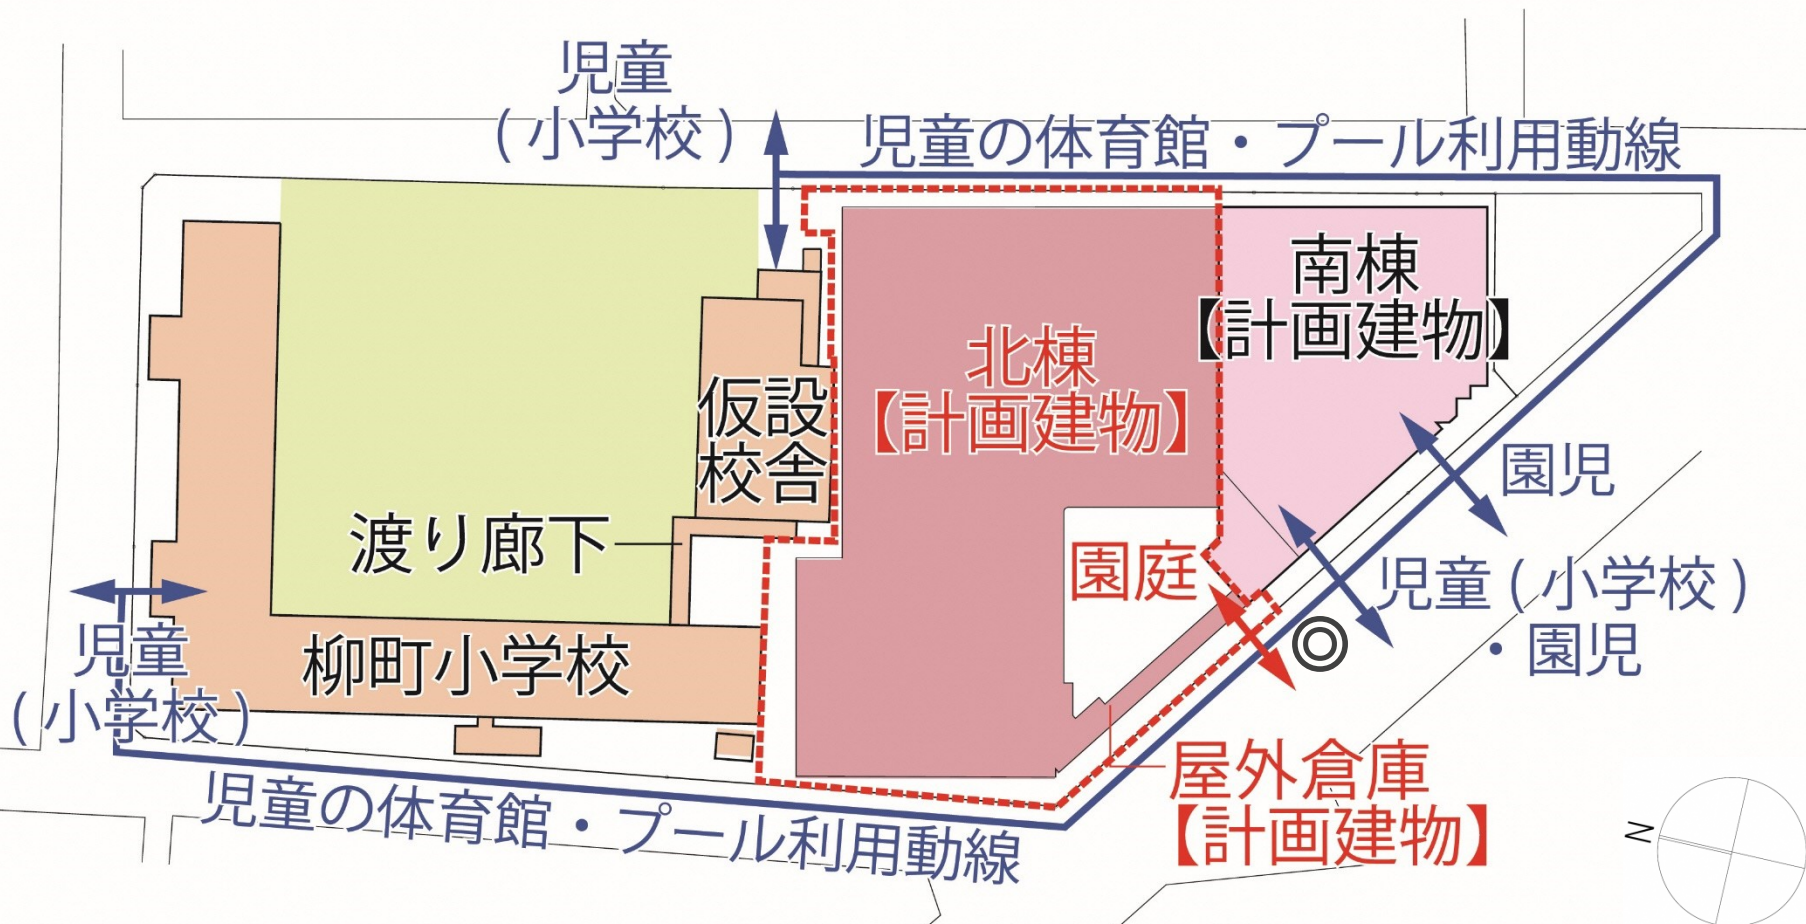 児童
(小学校)
児童の体育館・プール利用動線
南棟
【計画建物】
北棟
【計画建物】
仮設
校舎
園児
渡り廊下
園庭
児童(小学校)
・園児
児童
(小学校)
柳町小学校
屋外倉庫
【計画建物】
児童の体育館・プール利用動線
N